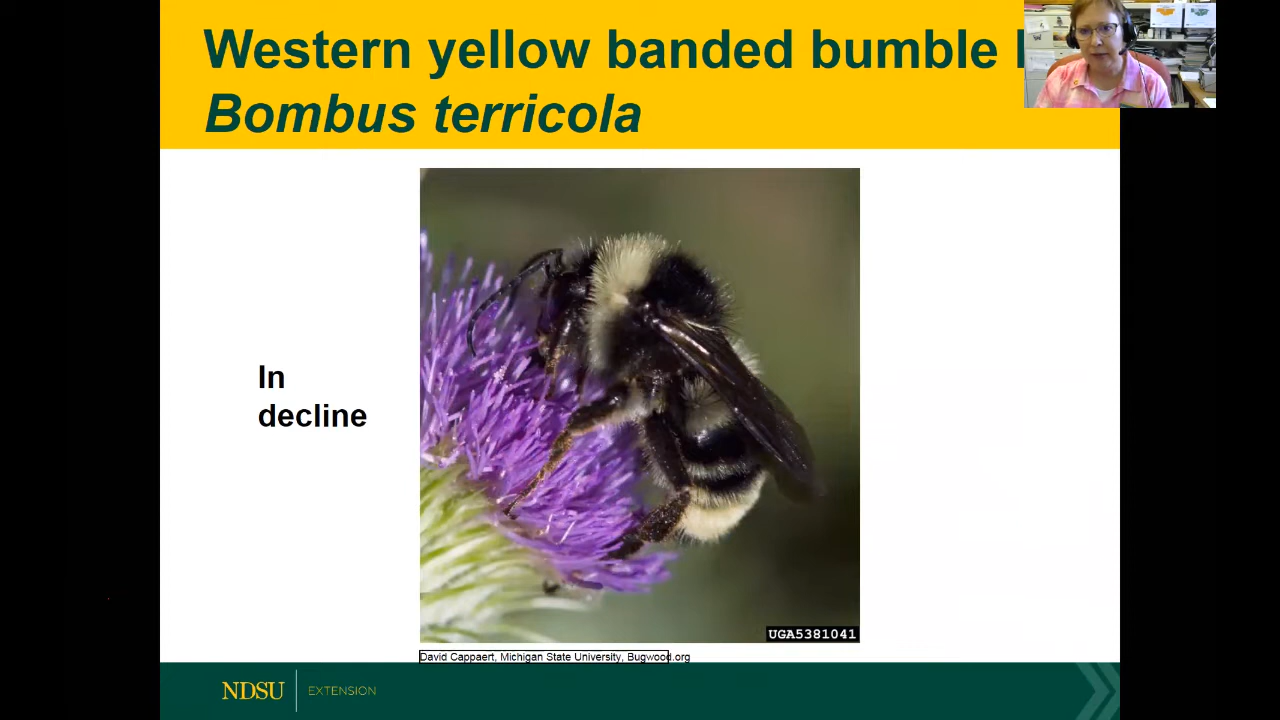 Western yellow banded bumble
Bombus terricola
In
decline
UGA5381041
David Cappaert, Michigan State University, Bugwood.org
NDSU EXTENSION